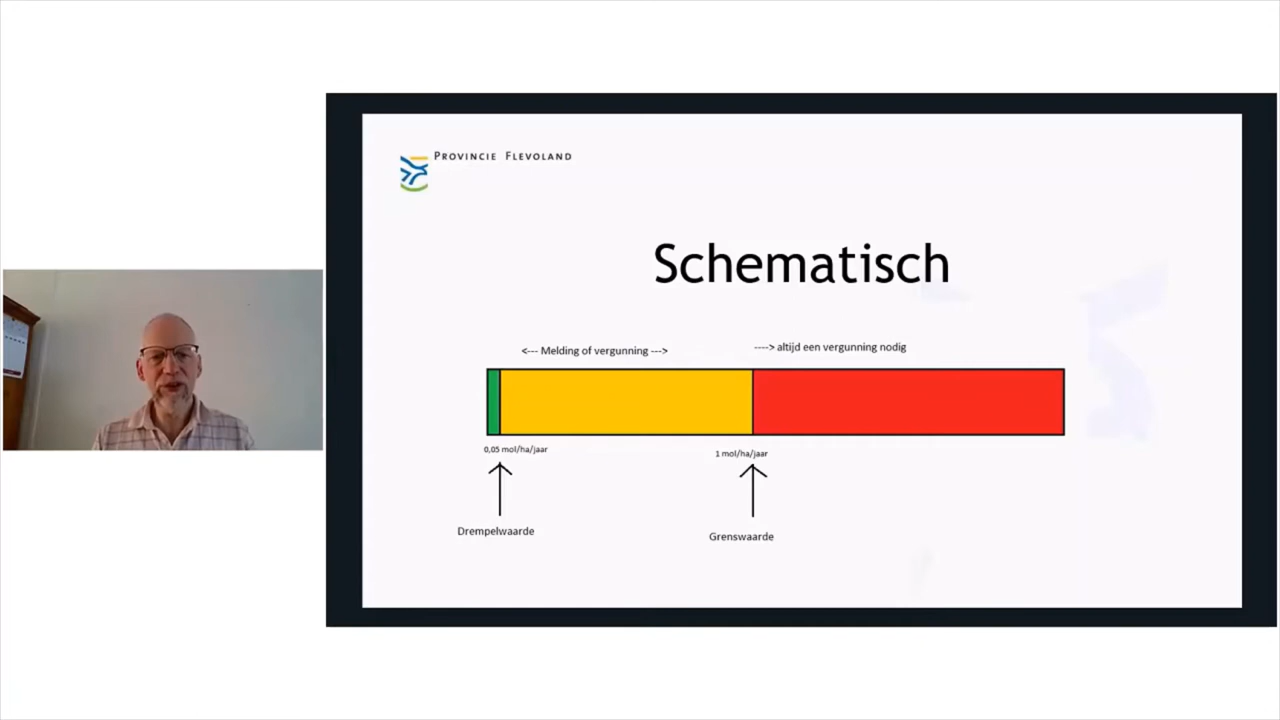 PROVINCIE FLEVOLAND
Schematisch
<--- Melding of vergunning --->
----> altijd een vergunning nodig
0,05 mol/ha/jaar
1 mol/ha/jaar
Drempelwaarde
Grenswaarde